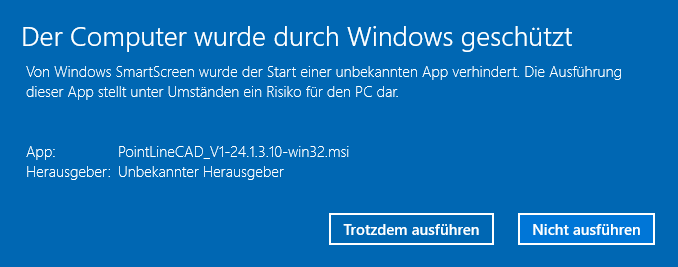 Der Computer wurde durch Windows geschützt
Von Windows SmartScreen wurde der Start einer unbekannten App verhindert. Die Ausführung
dieser App stellt unter Umständen ein Risiko für den PC dar.
App: PointLineCAD_V1-24.1.3.10-win32.msi
Herausgeber: Unbekannter Herausgeber
Trotzdem ausführen Nicht ausführen